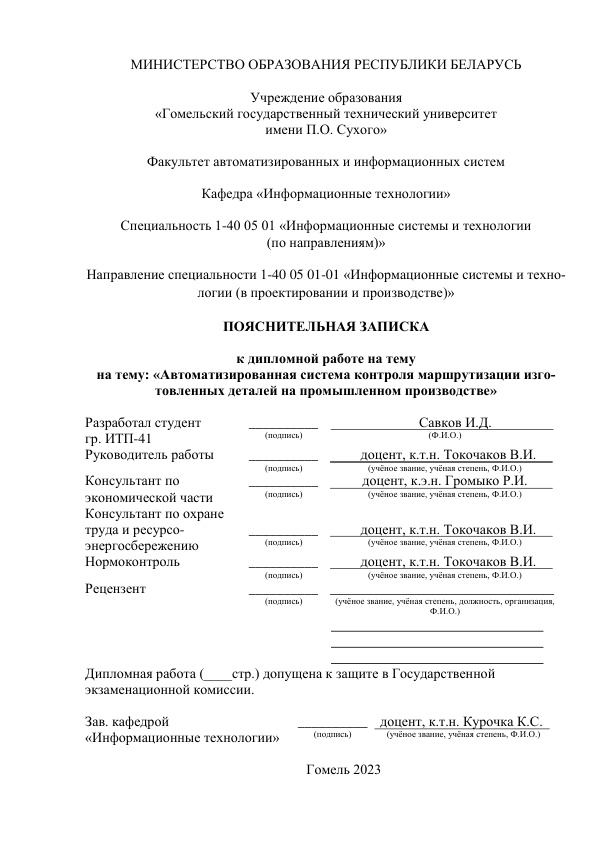 МИНИСТЕРСТВО ОБРАЗОВАНИЯ РЕСПУБЛИКИ БЕЛАРУСЬ
Учреждение образования
«Гомельский государственный технический университет
имени П.О. Сухого»
Факультет автоматизированных и информационных систем
Кафедра «Информационные технологии»
Специальность 1-40 05 01 «Информационные системы и технологии
(по направлениям)»
Направление специальности 1-40 05 01-01 «Информационные системы и техно-
логии (в проектировании и производстве)»
ПОЯСНИТЕЛЬНАЯ ЗАПИСКА
к дипломной работе на тему
на тему: «Автоматизированная система контроля маршрутизации изго-
товленных деталей на промышленном производстве»
Разработал студент __________ Савков И.Д.
гр. ИТП-41 (подпись) (Ф.И.О.)
Руководитель работы __________ доцент, к.т.н. Токочаков В.И.
(подпись) (учёное звание, учёная степень, Ф.И.О.)
Консультант по __________ доцент, к.э.н. Громыко Р.И.
экономической части (подпись) (учёное звание, учёная степень, Ф.И.О.)
Консультант по охране
труда и ресурсо- __________ доцент, к.т.н. Токочаков В.И.
энергосбережению (подпись) (учёное звание, учёная степень, Ф.И.О.)
Нормоконтроль __________ доцент, к.т.н. Токочаков В.И.
(подпись) (учёное звание, учёная степень, Ф.И.О.)
Рецензент __________
(подпись) (учёное звание, учёная степень, должность, организация,
Ф.И.О.)
Дипломная работа (____стр.) допущена к защите в Государственной
экзаменационной комиссии.
Зав. кафедрой __________ доцент, к.т.н. Курочка К.С.
«Информационные технологии» (подпись) (учёное звание, учёная степень, Ф.И.О.)
Гомель 2023